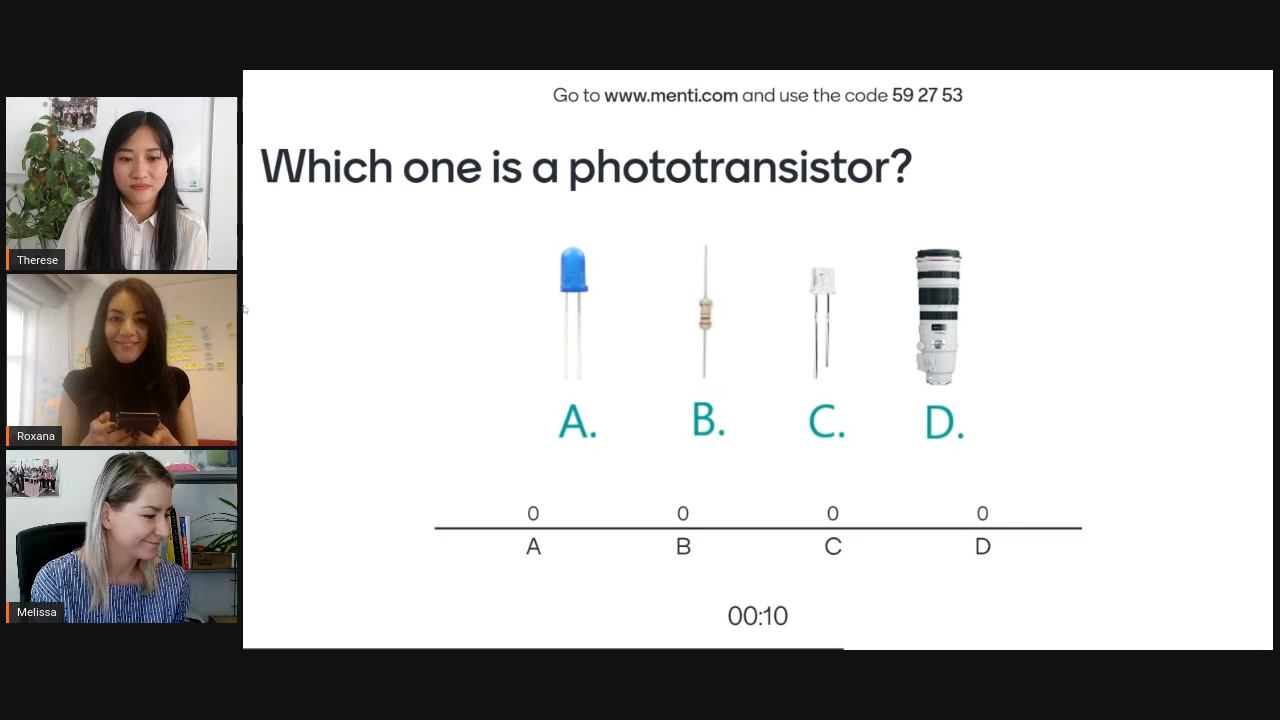 Go to www.menti.com and use the code 59 27 53
Which one is a phototransistor?
A. B. C. D.
0 0 0 0
A B C D
00:10
Therese
Roxana
Melissa